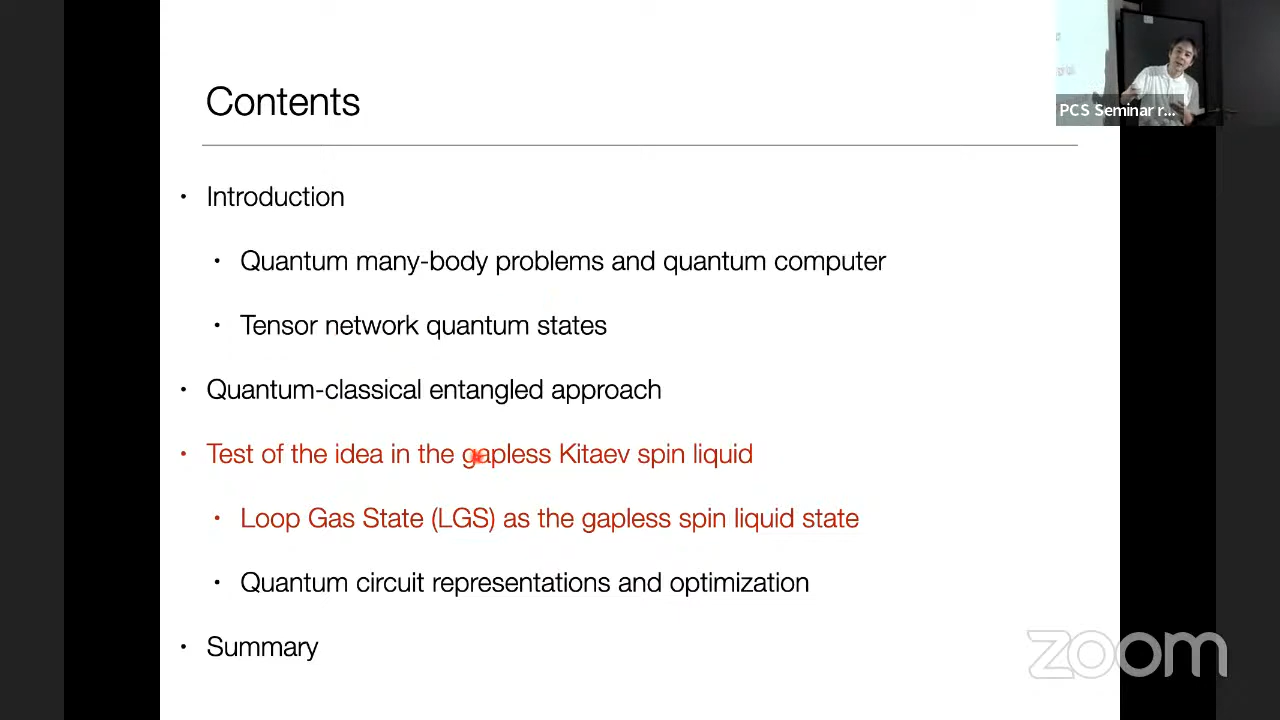 Contents
PCS Seminar r...
• Introduction
• Quantum many-body problems and quantum computer
• Tensor network quantum states
• Quantum-classical entangled approach
• Test of the idea in the gapless Kitaev spin liquid
• Loop Gas State (LGS) as the gapless spin liquid state
• Quantum circuit representations and optimization
• Summary
zoom